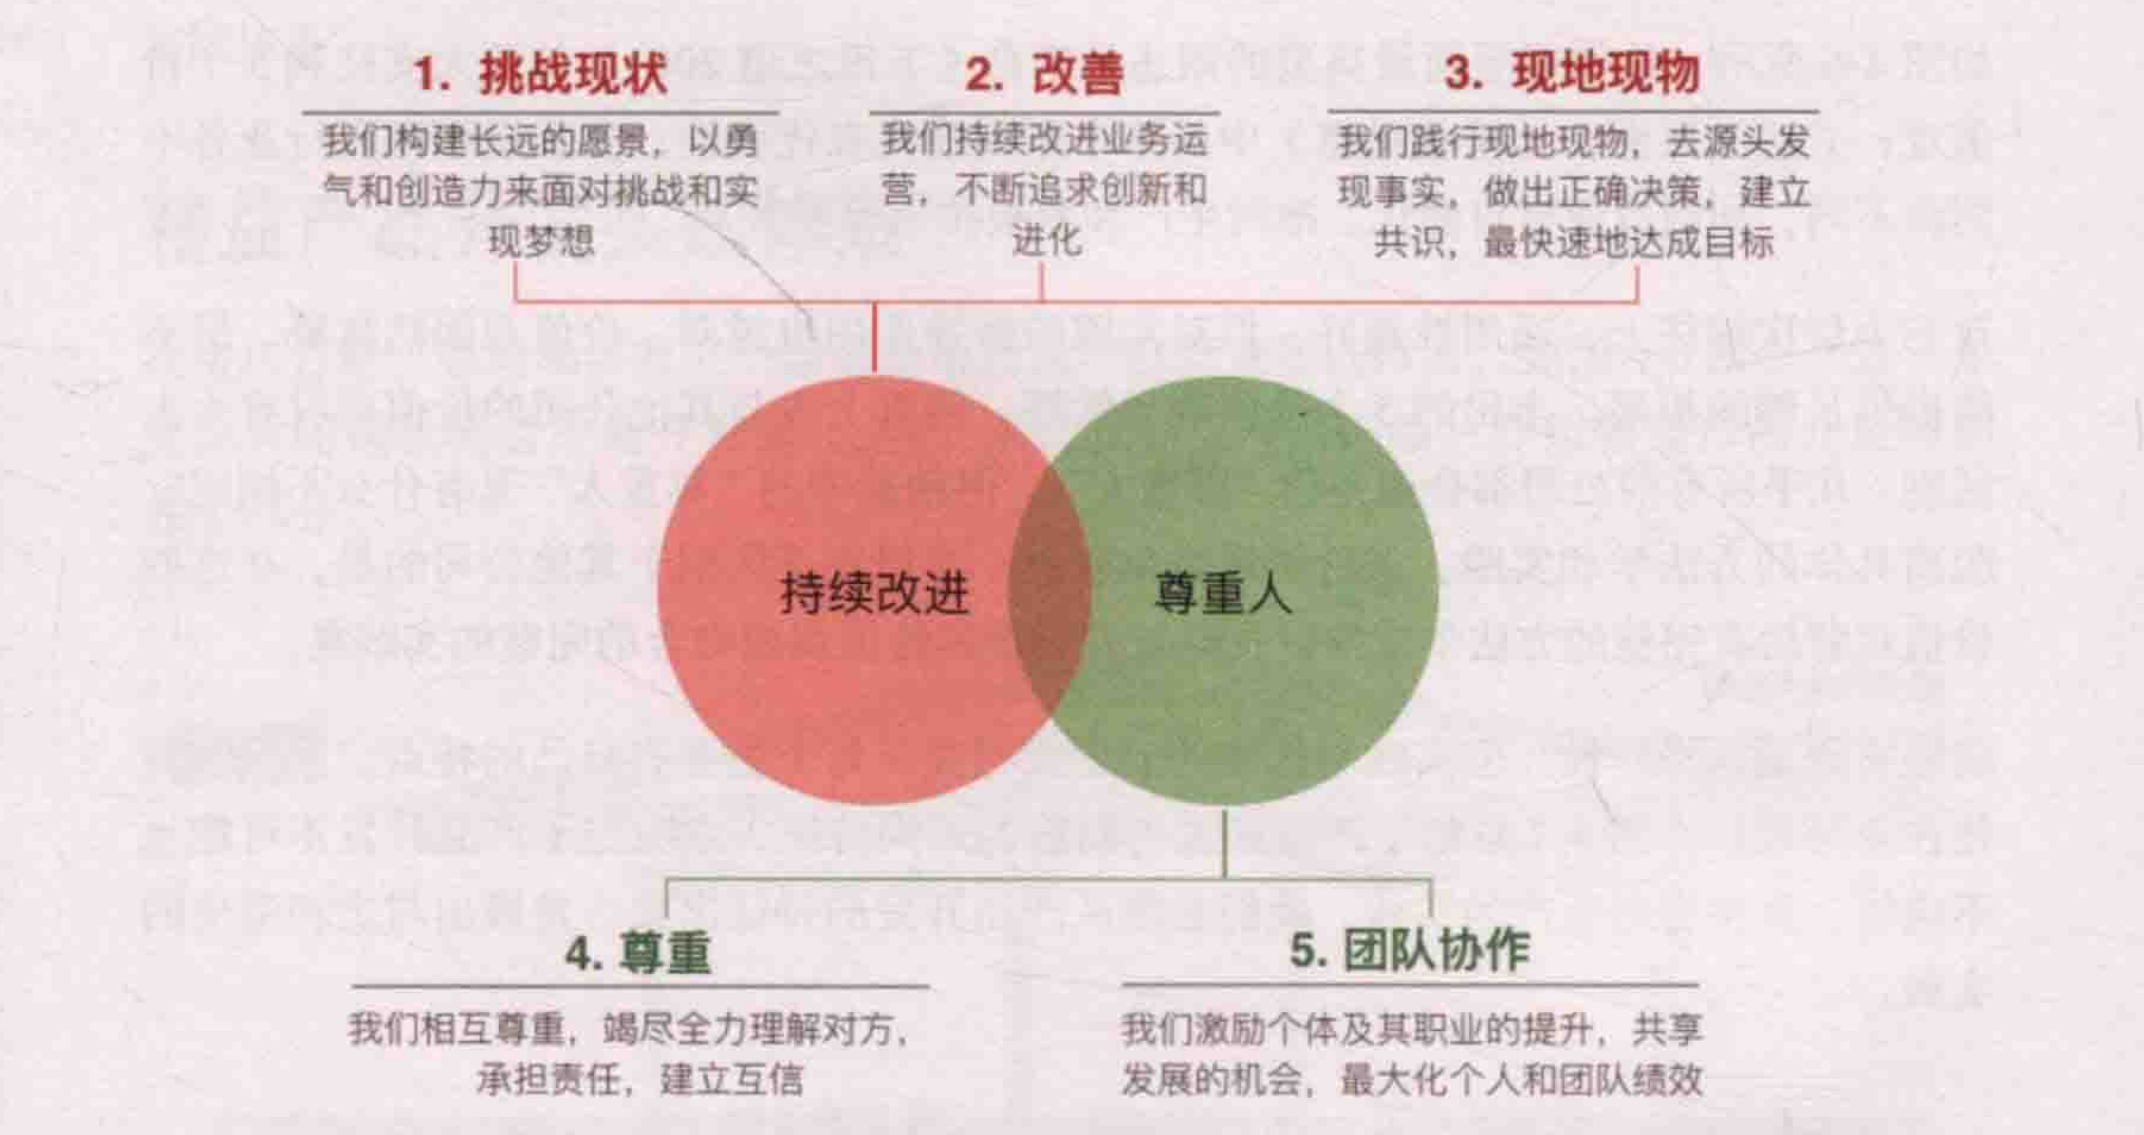 1. 挑战现状
我们构建长远的愿景，以勇
气和创造力来面对挑战和实
现梦想
2. 改善
我们持续改进业务运
营，不断追求创新和
进化
3. 现地现物
我们践行现地现物，去源头发
现事实，做出正确决策，建立
共识，最快速地达成目标
持续改进
尊重人
4. 尊重
我们相互尊重，竭尽全力理解对方，
承担责任，建立互信
5. 团队协作
我们激励个体及其职业的提升，共享
发展的机会，最大化个人和团队绩效